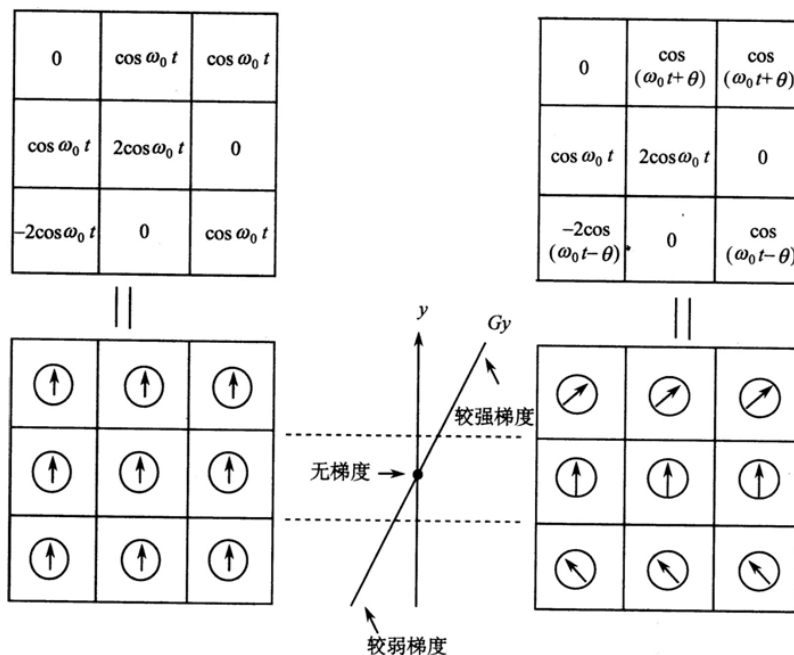 0 cos ω₀ t cos ω₀ t
cos ω₀ t 2cos ω₀ t 0
−2cos ω₀ t 0 cos ω₀ t
0 cos (ω₀ t+θ) cos (ω₀ t+θ)
cos ω₀ t 2cos ω₀ t 0
−2cos (ω₀ t−θ) 0 cos (ω₀ t−θ)
y
Gy
较强梯度
无梯度
较弱梯度